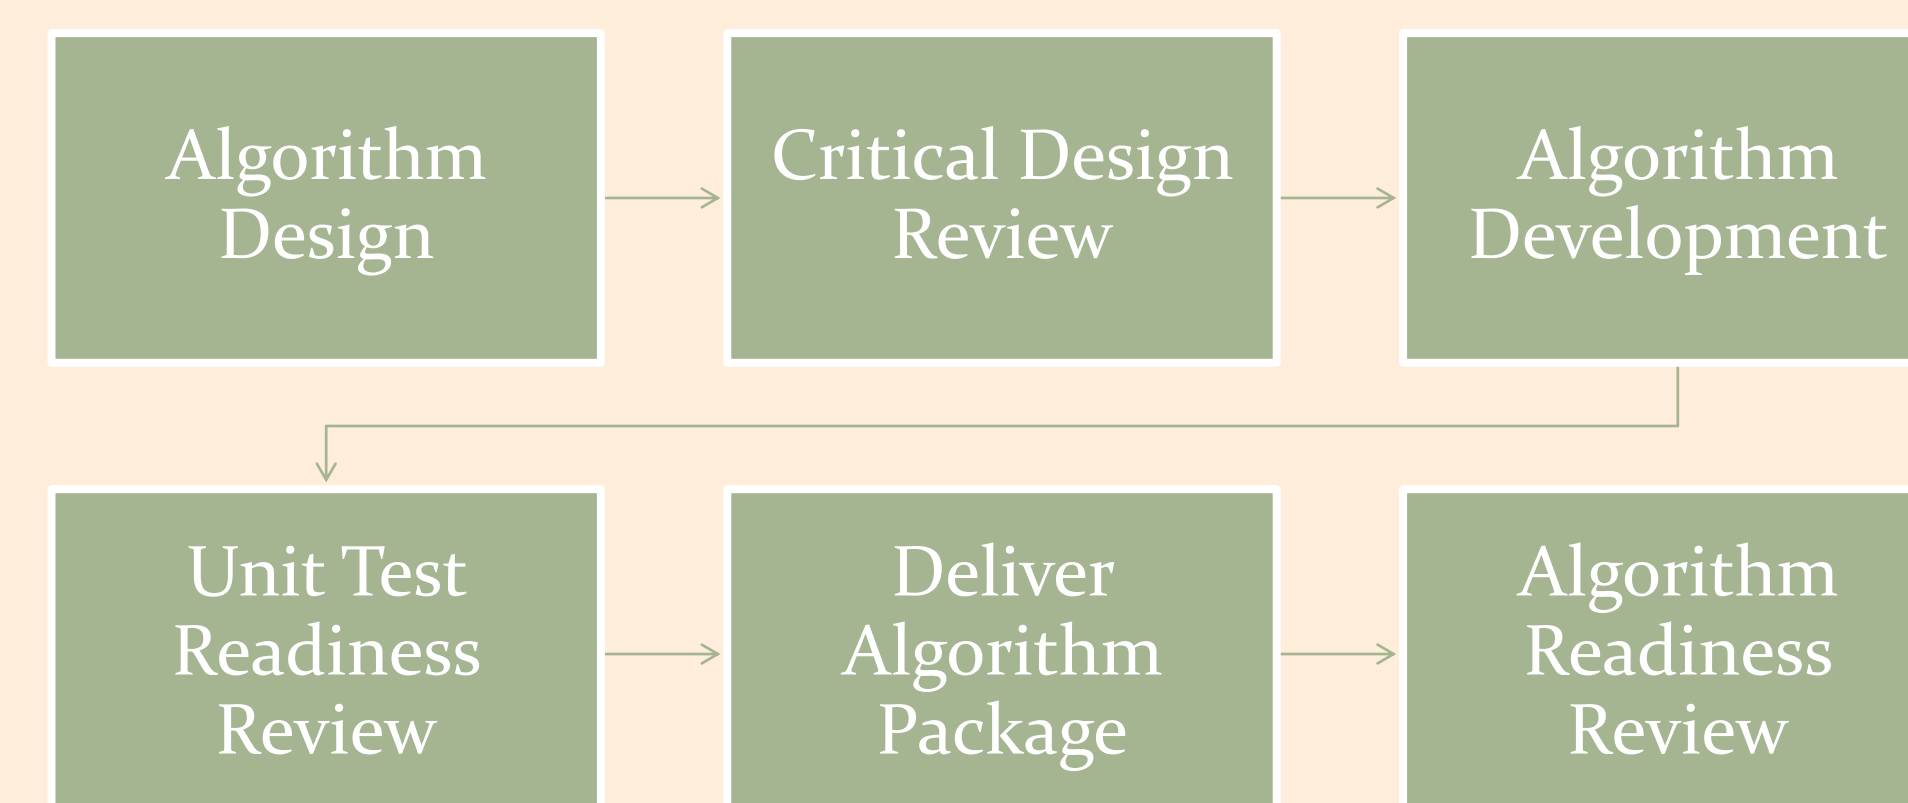 Algorithm
Design
Critical Design
Review
Algorithm
Development
Unit Test
Readiness
Review
Deliver
Algorithm
Package
Algorithm
Readiness
Review